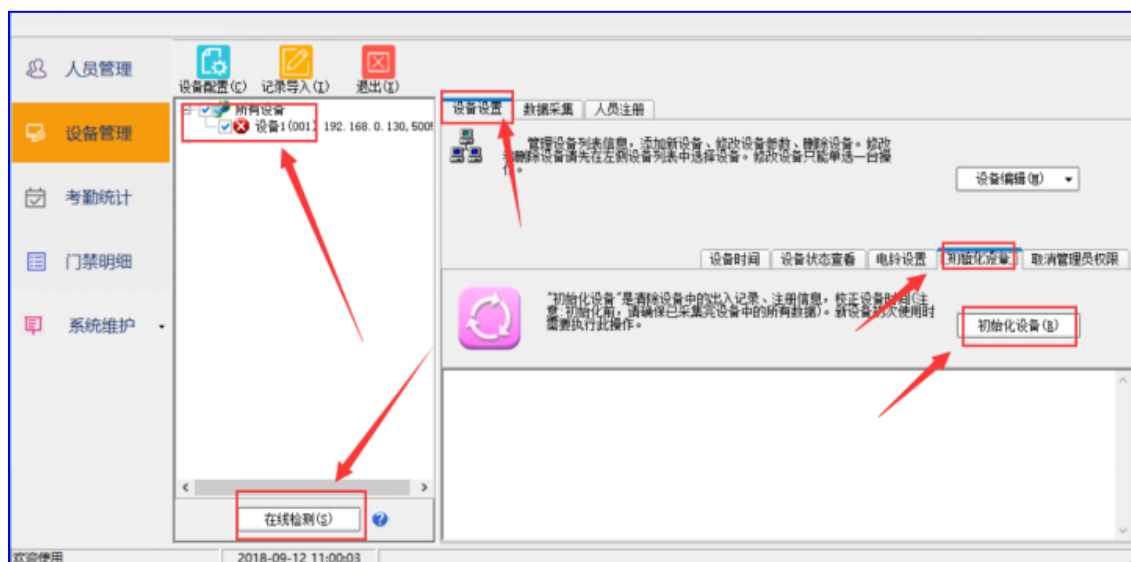 人员管理
设备管理
考勤统计
门禁明细
系统维护
设备配置(C) 记录导入(I) 退出(X)
所有设备
设备1(001) 192.168.0.130,5005
在线检测(S)
设备设置 数据采集 人员注册
管理设备列表信息，添加新设备、修改设备参数、删除设备。修改
和删除设备请先在左侧设备列表中选择设备。修改设备只能单选一台操
作。
设备编辑(M)
设备时间 设备状态查看 电铃设置 初始化设备 取消管理员权限
"初始化设备"是清除设备中的出入记录、注册信息，校正设备时间(注
意:初始化前，请确保已采集完设备中的所有数据)。新设备初次使用时
需要执行此操作。
初始化设备(B)
欢迎使用 2018-09-12 11:00:03